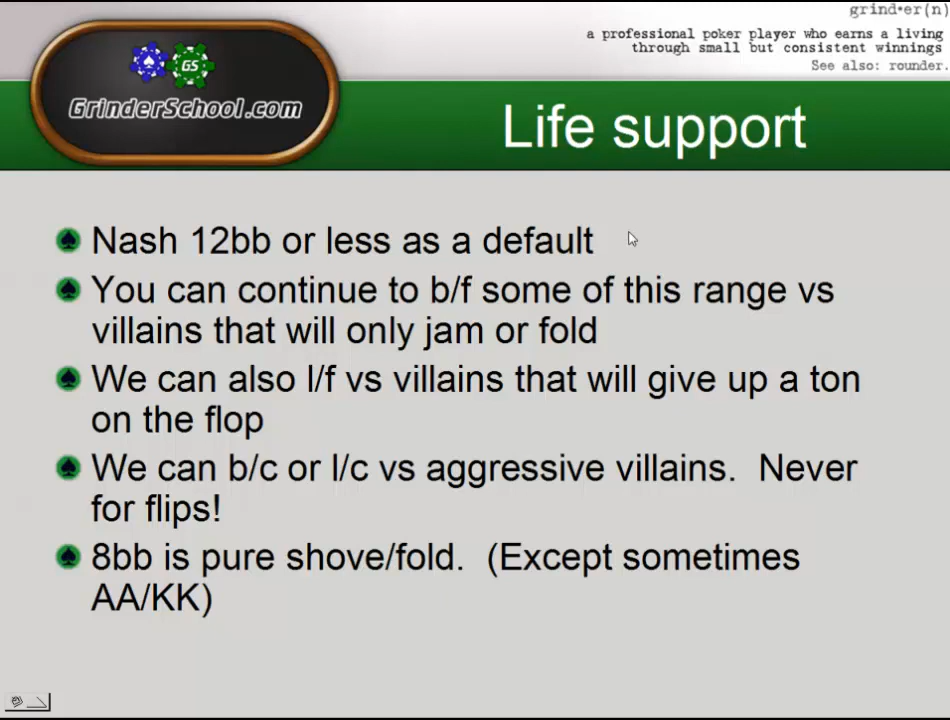 grind•er(n)
a professional poker player who earns a living
through small but consistent winnings
See also: rounder.
GS
GrinderSchool.com
Life support
Nash 12bb or less as a default
You can continue to b/f some of this range vs
villains that will only jam or fold
We can also l/f vs villains that will give up a ton
on the flop
We can b/c or l/c vs aggressive villains.  Never
for flips!
8bb is pure shove/fold.  (Except sometimes
AA/KK)